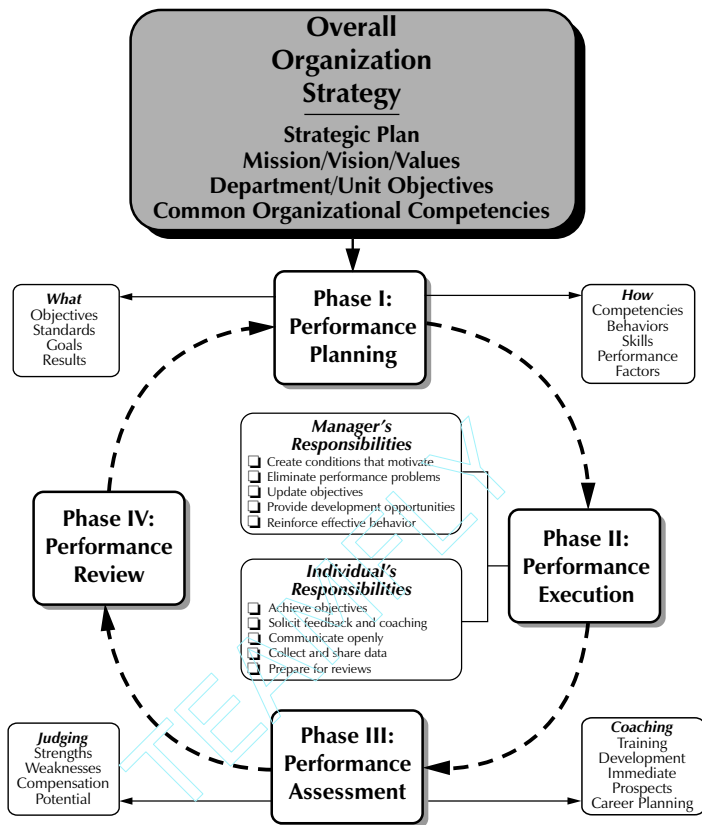 Overall
Organization
Strategy
Strategic Plan
Mission/Vision/Values
Department/Unit Objectives
Common Organizational Competencies
Phase I:
Performance
Planning
What
Objectives
Standards
Goals
Results
How
Competencies
Behaviors
Skills
Performance
Factors
Manager's
Responsibilities
Create conditions that motivate
Eliminate performance problems
Update objectives
Provide development opportunities
Reinforce effective behavior
Phase IV:
Performance
Review
Phase II:
Performance
Execution
Individual's
Responsibilities
Achieve objectives
Solicit feedback and coaching
Communicate openly
Collect and share data
Prepare for reviews
Judging
Strengths
Weaknesses
Compensation
Potential
Phase III:
Performance
Assessment
Coaching
Training
Development
Immediate
Prospects
Career Planning
TEAMFLY